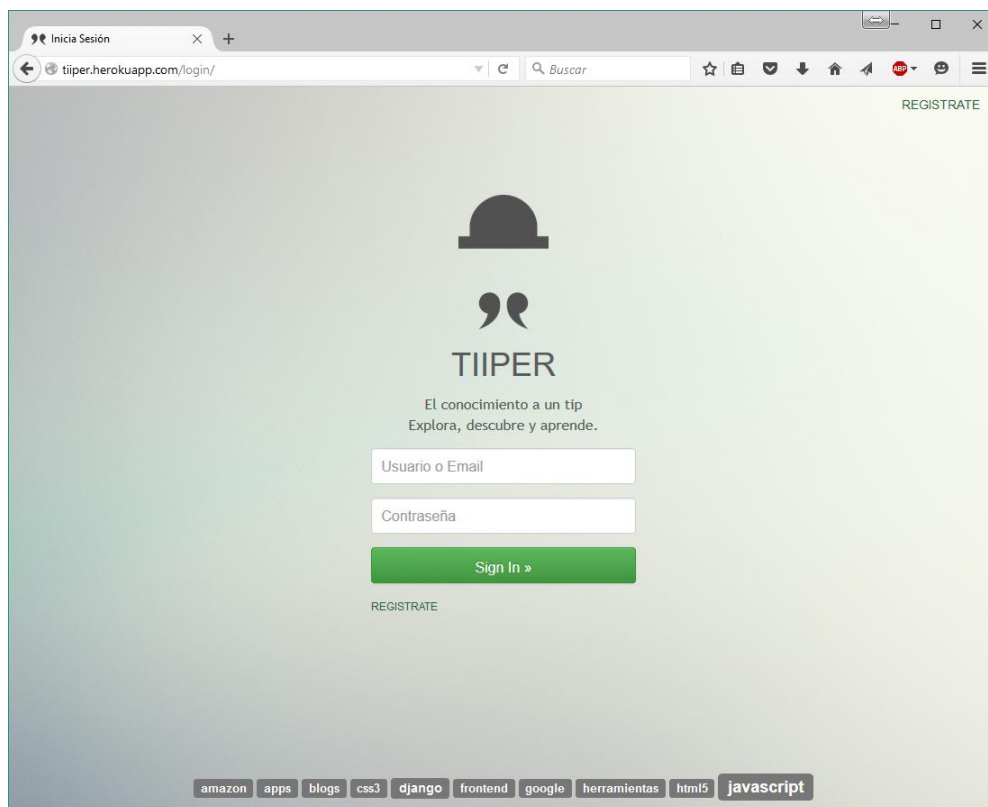 Inicia Sesión
tiiper.herokuapp.com/login/
Buscar
ABP
REGISTRATE
TIIPER
El conocimiento a un tip
Explora, descubre y aprende.
Usuario o Email
Contraseña
Sign In »
REGISTRATE
amazon apps blogs css3 django frontend google herramientas html5 javascript